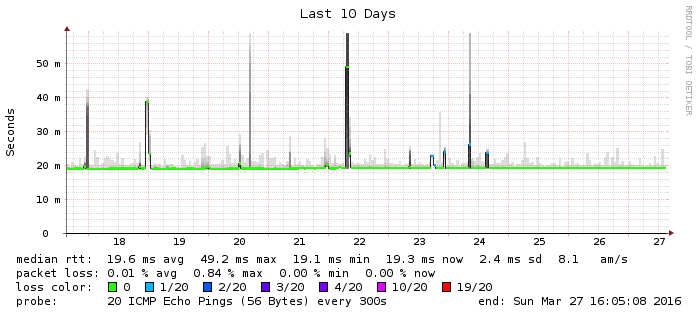 Last 10 Days
RRDTOOL / TOBI OETIKER
Seconds
50 m
40 m
30 m
20 m
10 m
0
18 19 20 21 22 23 24 25 26 27
median rtt: 19.6 ms avg 49.2 ms max 19.1 ms min 19.3 ms now 2.4 ms sd 8.1 am/s
packet loss: 0.01 % avg 0.84 % max 0.00 % min 0.00 % now
loss color: 0 1/20 2/20 3/20 4/20 10/20 19/20
probe: 20 ICMP Echo Pings (56 Bytes) every 300s end: Sun Mar 27 16:05:08 2016